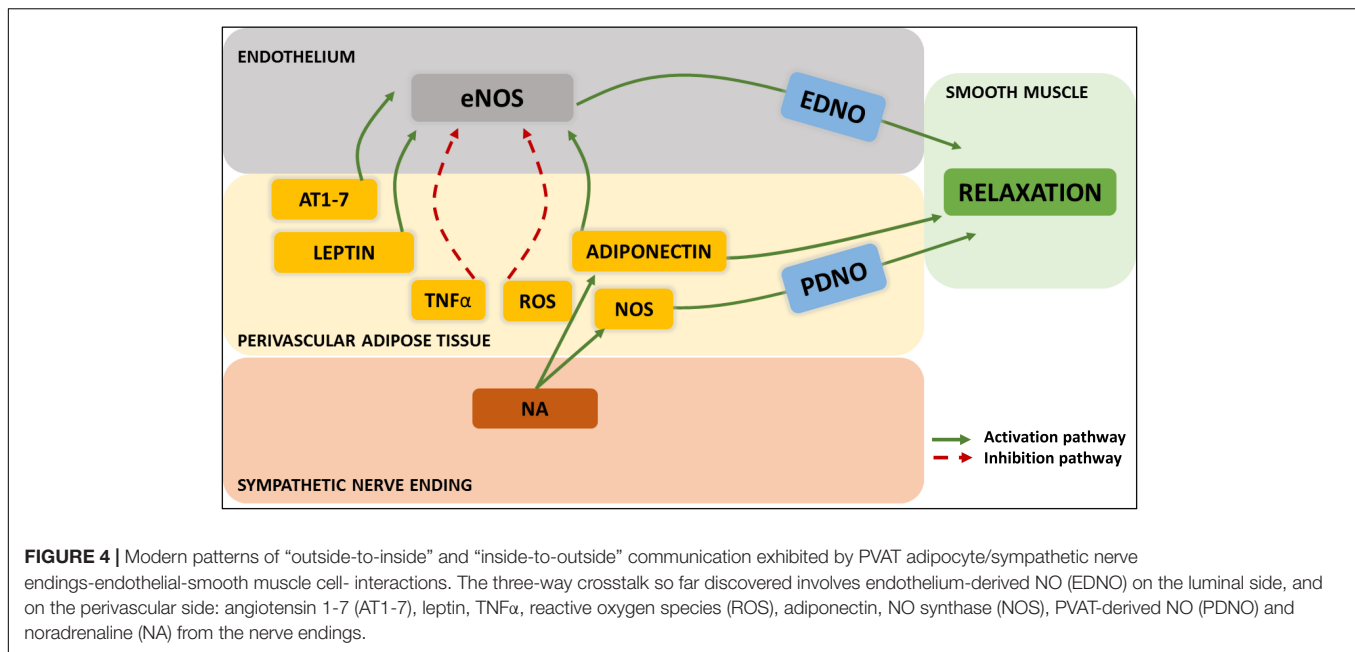 ENDOTHELIUM
eNOS
EDNO
SMOOTH MUSCLE
RELAXATION
AT1-7
LEPTIN
TNFα
ROS
ADIPONECTIN
NOS
PDNO
PERIVASCULAR ADIPOSE TISSUE
NA
SYMPATHETIC NERVE ENDING
Activation pathway
Inhibition pathway
FIGURE 4 | Modern patterns of “outside-to-inside” and “inside-to-outside” communication exhibited by PVAT adipocyte/sympathetic nerve
endings-endothelial-smooth muscle cell- interactions. The three-way crosstalk so far discovered involves endothelium-derived NO (EDNO) on the luminal side, and
on the perivascular side: angiotensin 1-7 (AT1-7), leptin, TNFα, reactive oxygen species (ROS), adiponectin, NO synthase (NOS), PVAT-derived NO (PDNO) and
noradrenaline (NA) from the nerve endings.